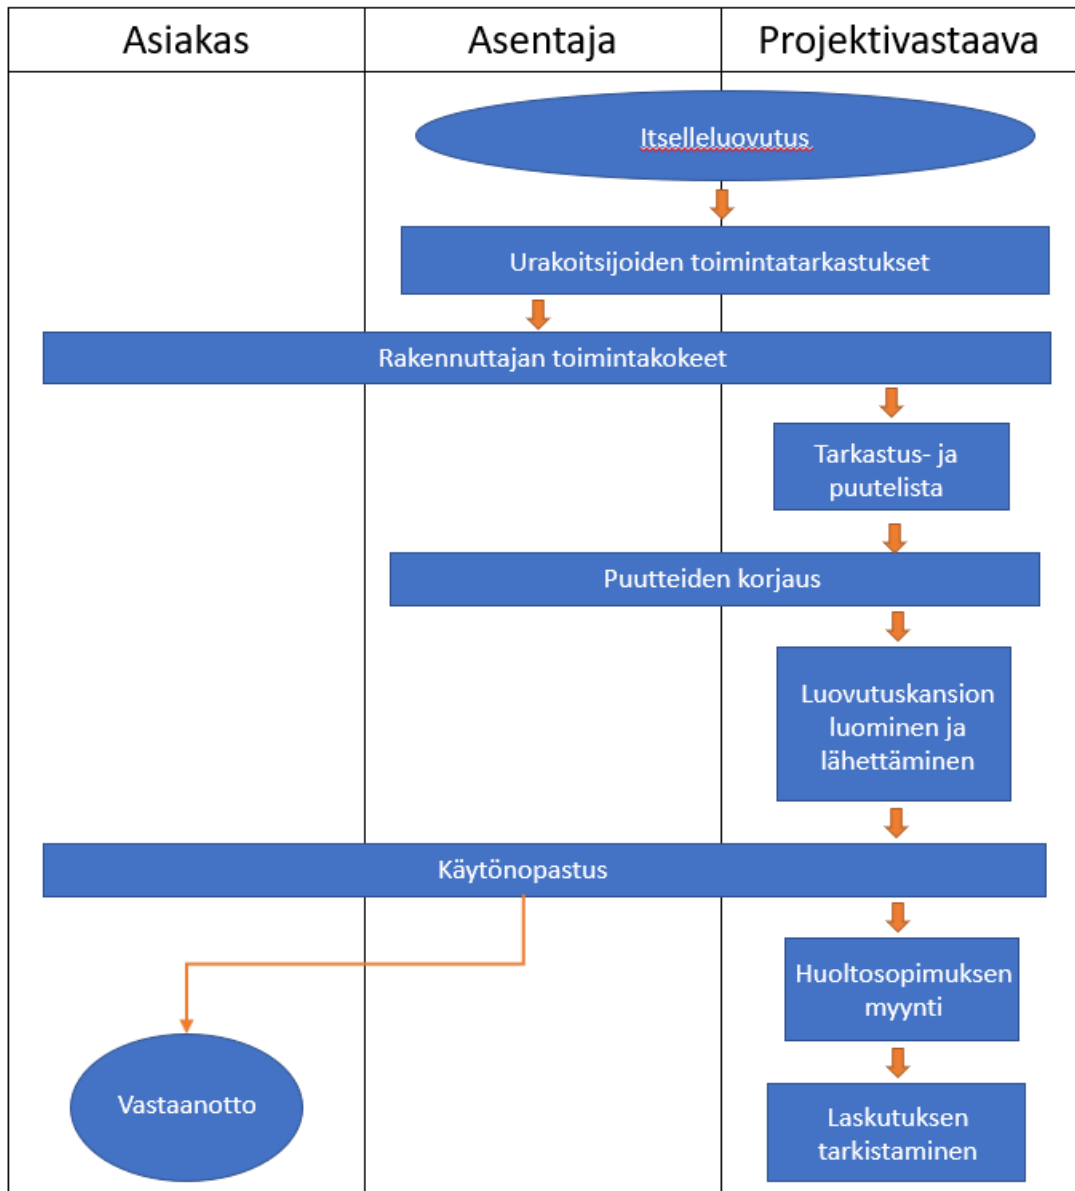 Asiakas
Asentaja
Projektivastaava
Itselleluovutus
Urakoitsijoiden toimintatarkastukset
Rakennuttajan toimintakokeet
Tarkastus- ja
puutelista
Puutteiden korjaus
Luovutuskansion
luominen ja
lähettäminen
Käytönopastus
Huoltosopimuksen
myynti
Vastaanotto
Laskutuksen
tarkistaminen